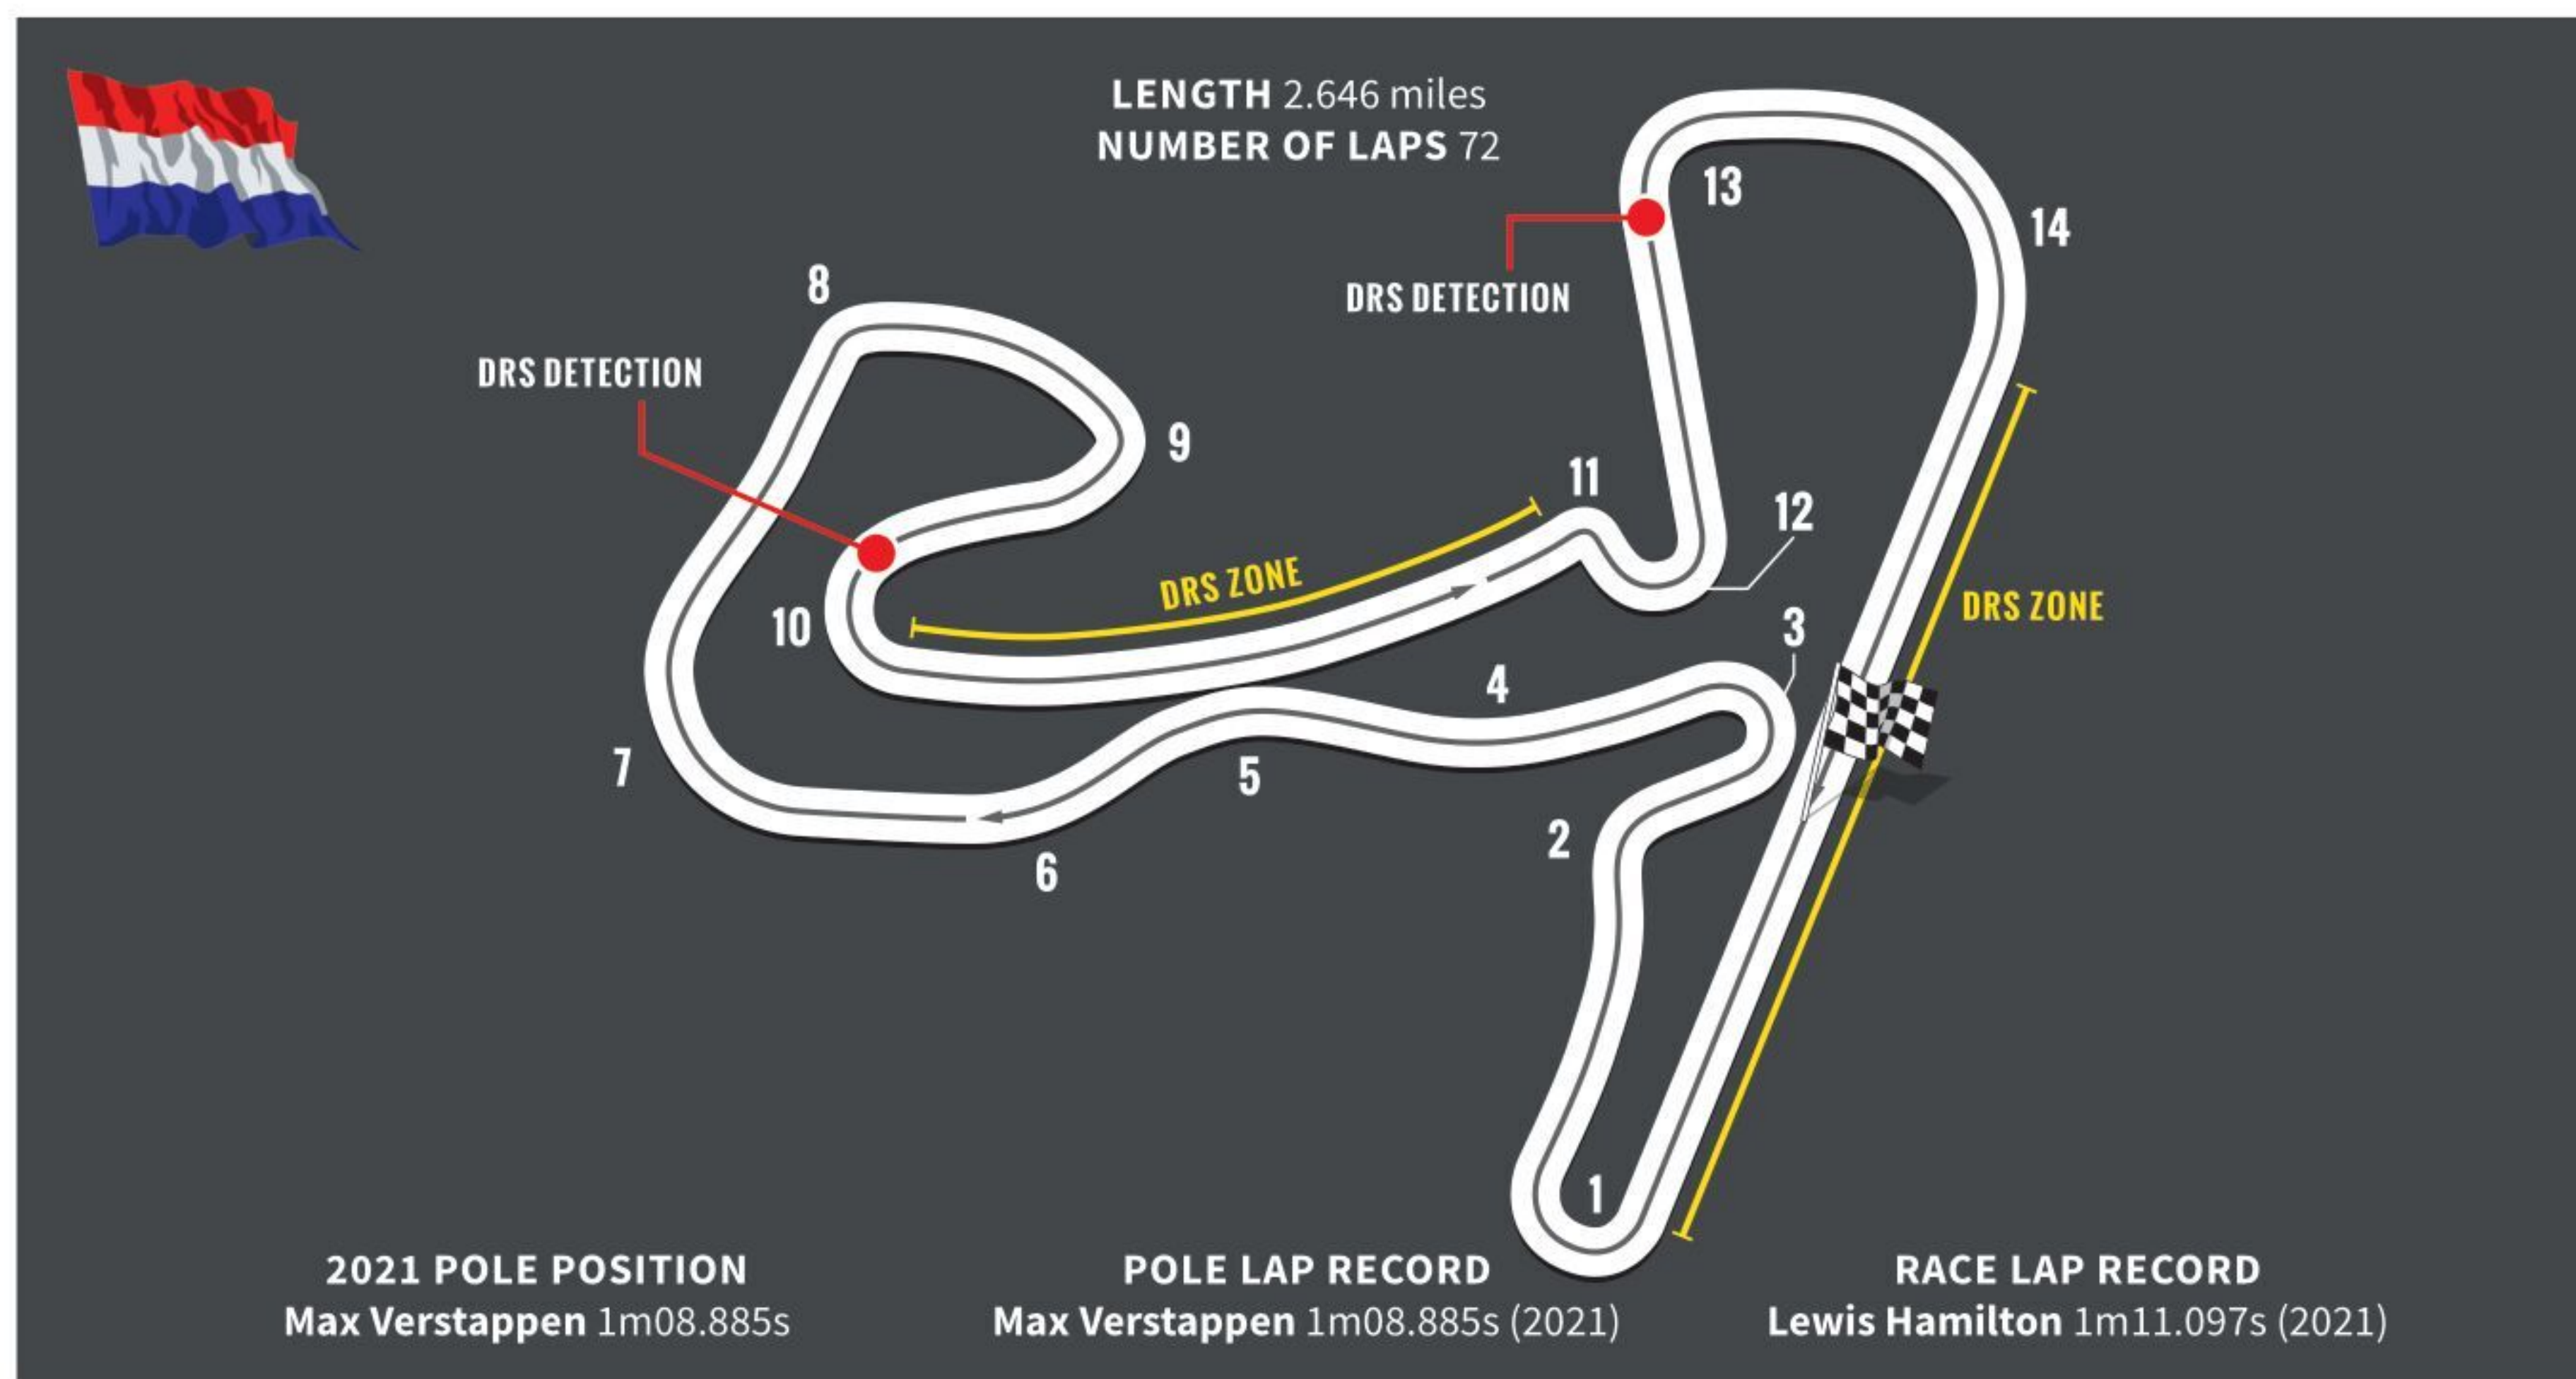 LENGTH 2.646 miles
NUMBER OF LAPS 72
13
14
DRS DETECTION
8
DRS DETECTION
9
11
12
DRS ZONE
DRS ZONE
10
3
4
7
5
2
6
1
2021 POLE POSITION
Max Verstappen 1m08.885s
POLE LAP RECORD
Max Verstappen 1m08.885s (2021)
RACE LAP RECORD
Lewis Hamilton 1m11.097s (2021)